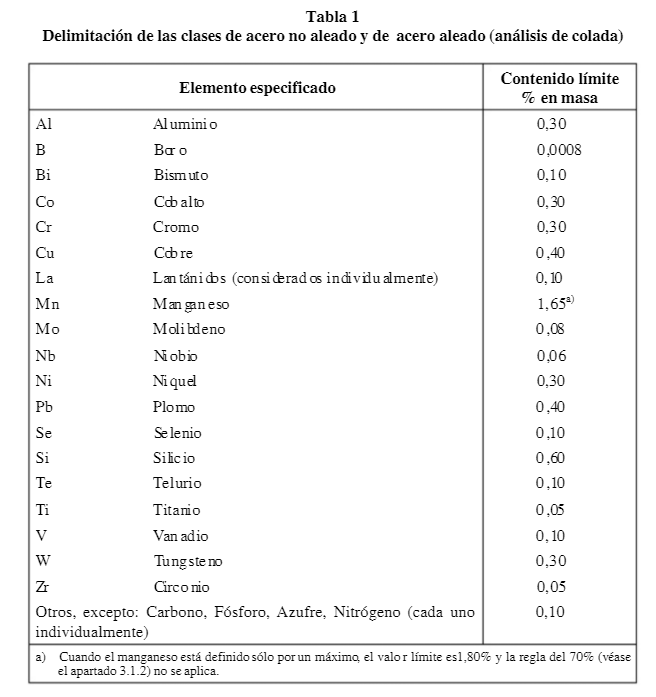 Tabla 1
Delimitación de las clases de acero no aleado y de acero aleado (análisis de colada)
Elemento especificado
Contenido límite
% en masa
Al Aluminio 0,30
B Boro 0,0008
Bi Bismuto 0,10
Co Cobalto 0,30
Cr Cromo 0,30
Cu Cobre 0,40
La Lantánidos (considerados individualmente) 0,10
Mn Manganeso 1,65a)
Mo Molibdeno 0,08
Nb Niobio 0,06
Ni Niquel 0,30
Pb Plomo 0,40
Se Selenio 0,10
Si Silicio 0,60
Te Telurio 0,10
Ti Titanio 0,05
V Vanadio 0,10
W Tungsteno 0,30
Zr Circonio 0,05
Otros, excepto: Carbono, Fósforo, Azufre, Nitrógeno (cada uno 0,10
individualmente)
a) Cuando el manganeso está definido sólo por un máximo, el valor límite es1,80% y la regla del 70% (véase
el apartado 3.1.2) no se aplica.